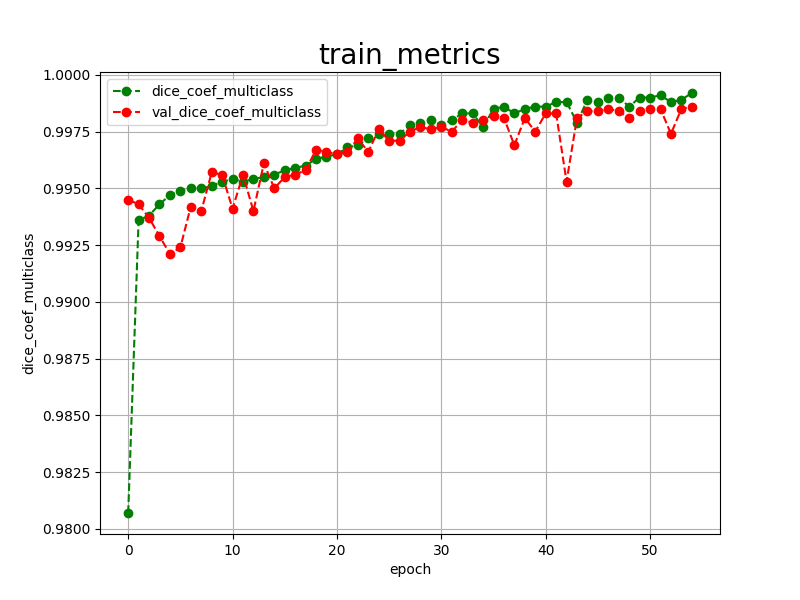 train_metrics
dice_coef_multiclass
val_dice_coef_multiclass
1.0000
0.9975
0.9950
0.9925
0.9900
0.9875
0.9850
0.9825
0.9800
dice_coef_multiclass
0 10 20 30 40 50
epoch